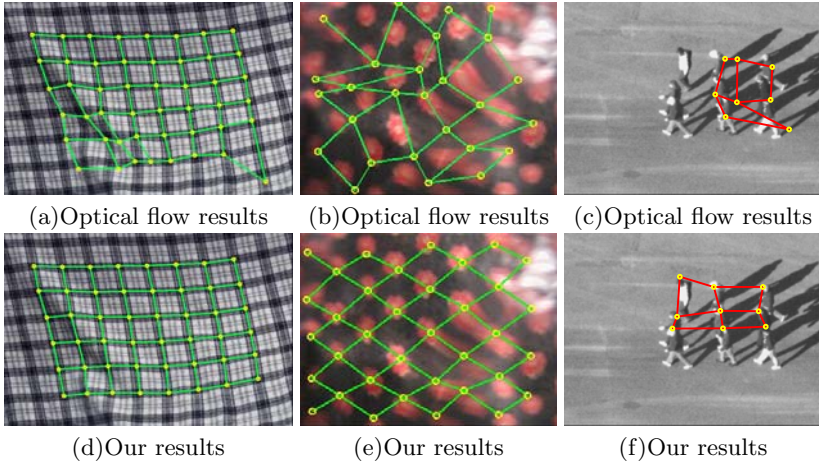 (a)Optical flow results
(b)Optical flow results
(c)Optical flow results
(d)Our results
(e)Our results
(f)Our results